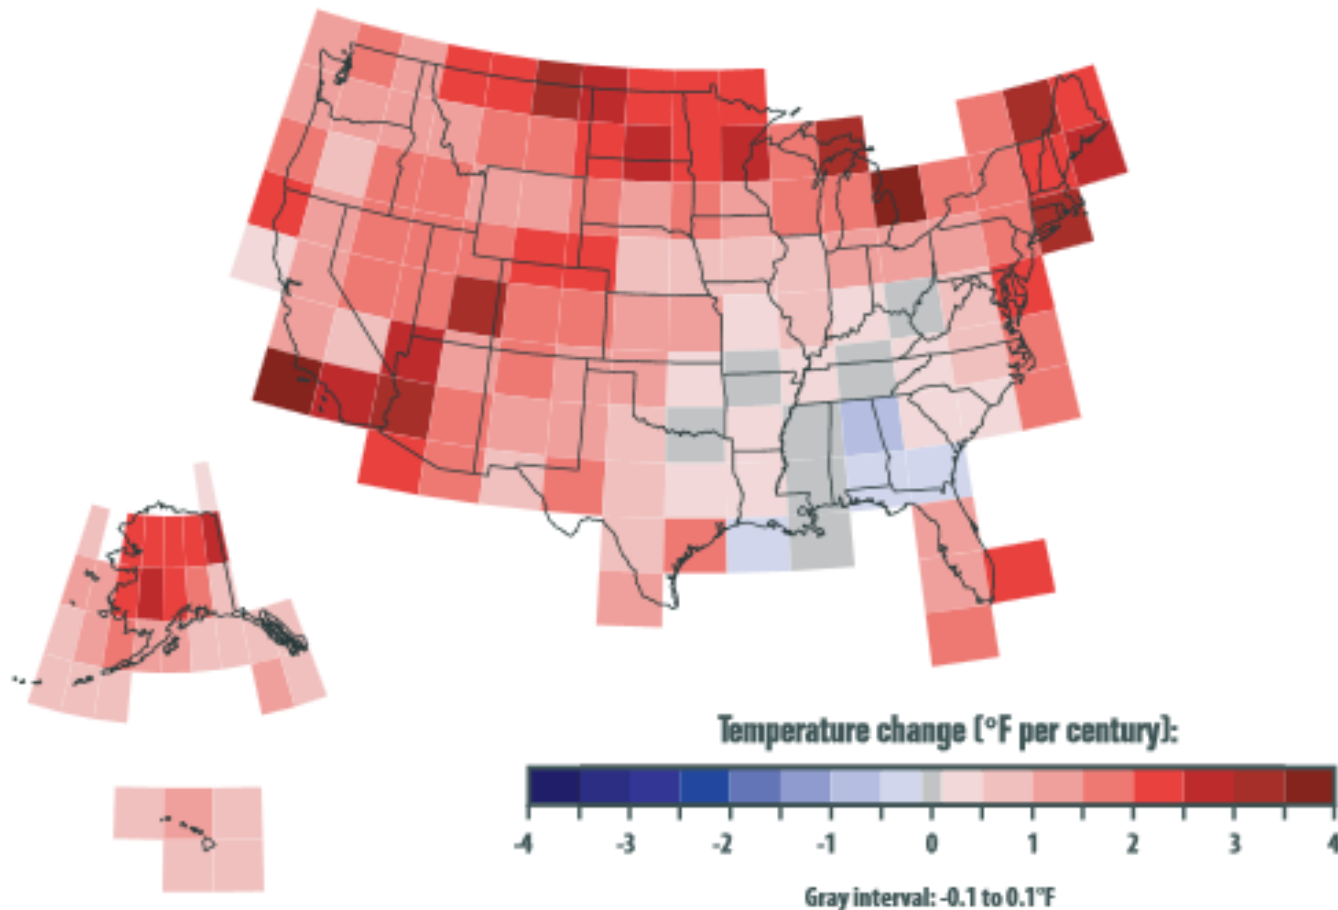 Temperature change (°F per century):
-4 -3 -2 -1 0 1 2 3 4
Gray interval: -0.1 to 0.1°F